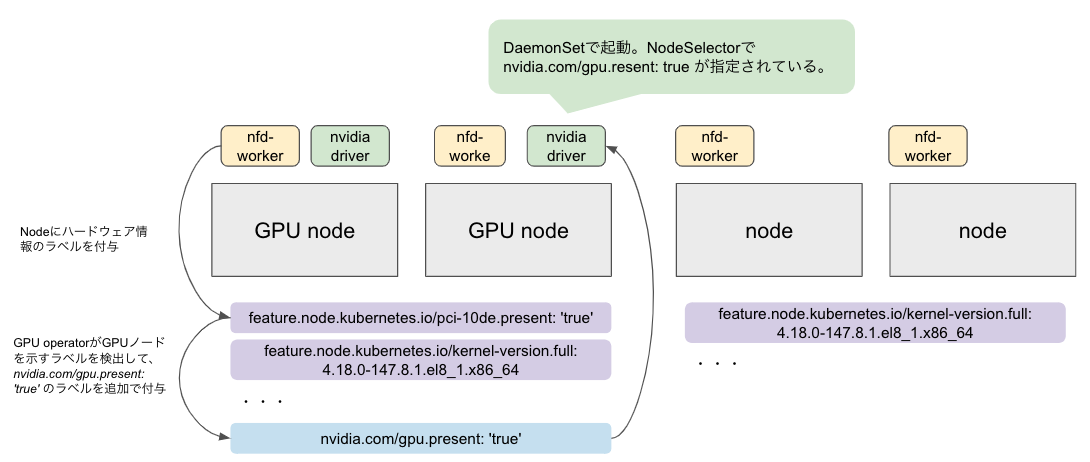 DaemonSetで起動。NodeSelectorで
nvidia.com/gpu.resent: true が指定されている。
nfd-
worker
nvidia
driver
nfd-
worke
nvidia
driver
nfd-
worker
nfd-
worker
GPU node
GPU node
node
node
Nodeにハードウェア情
報のラベルを付与
feature.node.kubernetes.io/pci-10de.present: 'true'
feature.node.kubernetes.io/kernel-version.full:
4.18.0-147.8.1.el8_1.x86_64
・・・
feature.node.kubernetes.io/kernel-version.full:
4.18.0-147.8.1.el8_1.x86_64
・・・
GPU operatorがGPUノード
を示すラベルを検出して、
nvidia.com/gpu.present:
'true' のラベルを追加で付与
nvidia.com/gpu.present: 'true'